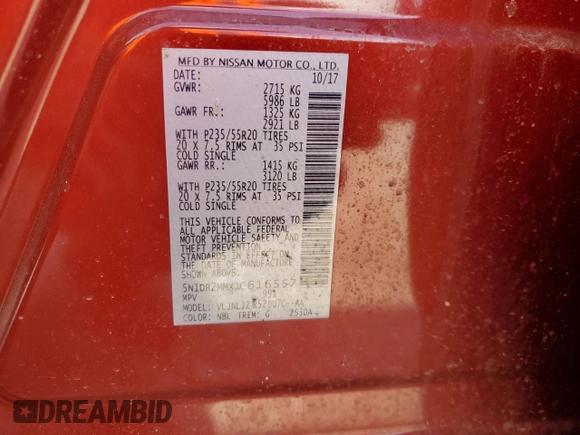 MFD BY NISSAN MOTOR CO., LTD.
DATE: 10/17
GVWR: 2715 KG
5986 LB
GAWR FR: 1325 KG
2921 LB
WITH P235/55R20 TIRES
20 X 7.5 RIMS AT 35 PSI
COLD SINGLE
GAWR RR.: 1415 KG
3120 LB
WITH P235/55R20 TIRES
20 X 7.5 RIMS AT 35 PSI
COLD SINGLE
THIS VEHICLE CONFORMS TO
ALL APPLICABLE FEDERAL
MOTOR VEHICLE SAFETY AND
THEFT PREVENTION
STANDARDS IN EFFECT ON
THE DATE OF MANUFACTURE
SHOWN ABOVE.
MPV
MODEL:
COLOR: NBL TRIM: G
DREAMBID